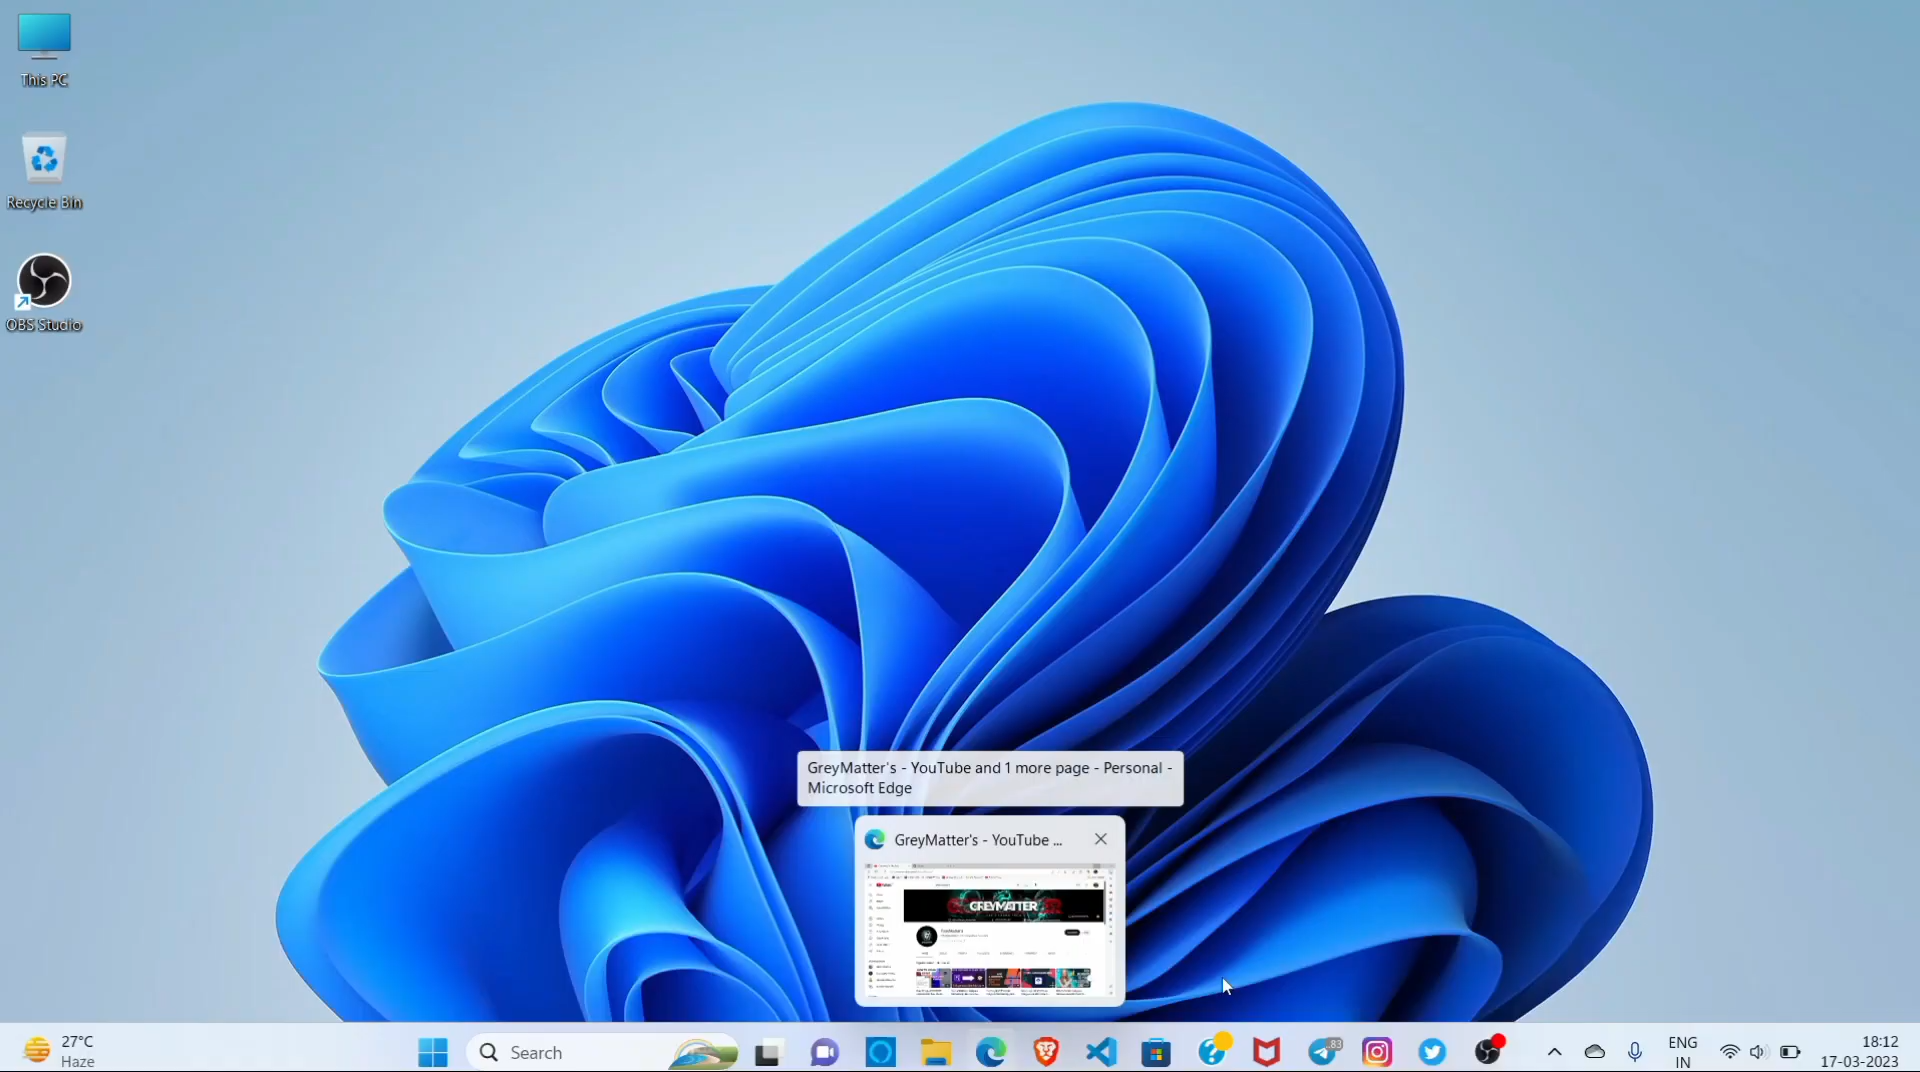 This PC
Recycle Bin
OBS Studio
GreyMatter's - YouTube and 1 more page - Personal -
Microsoft Edge
GreyMatter's - YouTube ...
GREYMATTER
27°C
Haze
Search
83
ENG
IN
18:12
17-03-2023